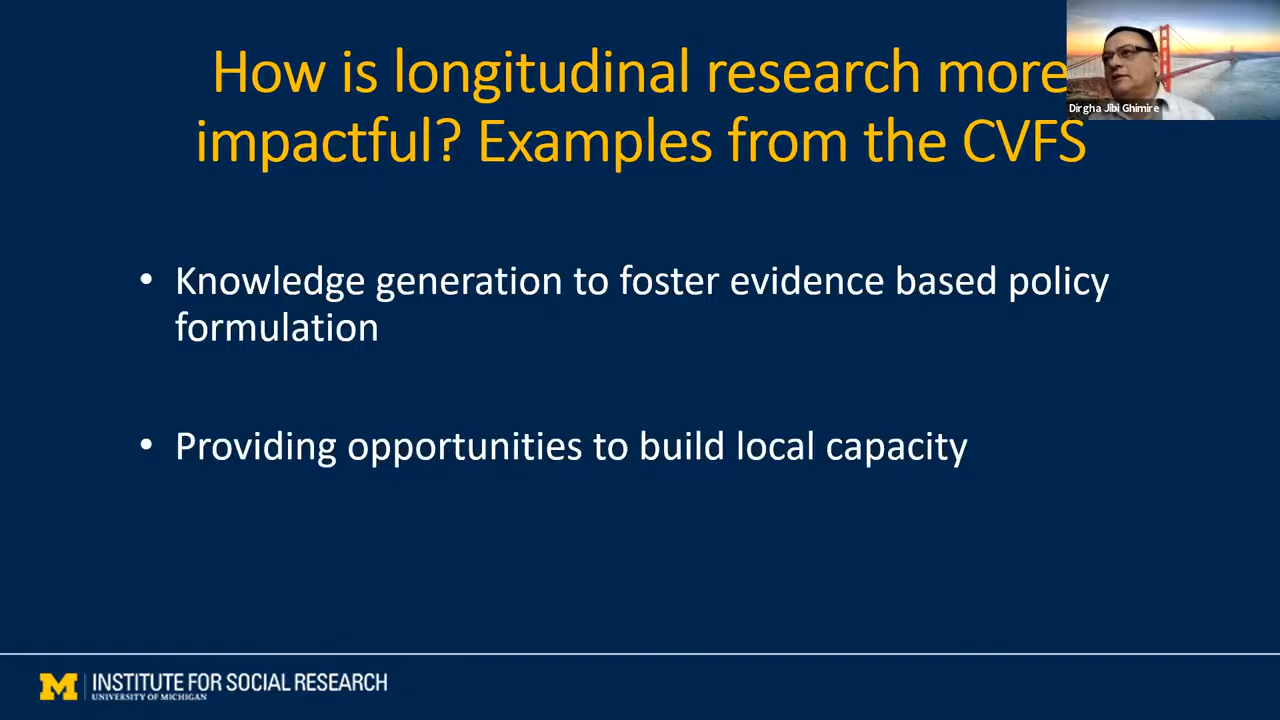 How is longitudinal research more
impactful? Examples from the CVFS
Dirgha Jibi Ghimire
• Knowledge generation to foster evidence based policy
formulation
• Providing opportunities to build local capacity
M INSTITUTE FOR SOCIAL RESEARCH
UNIVERSITY OF MICHIGAN